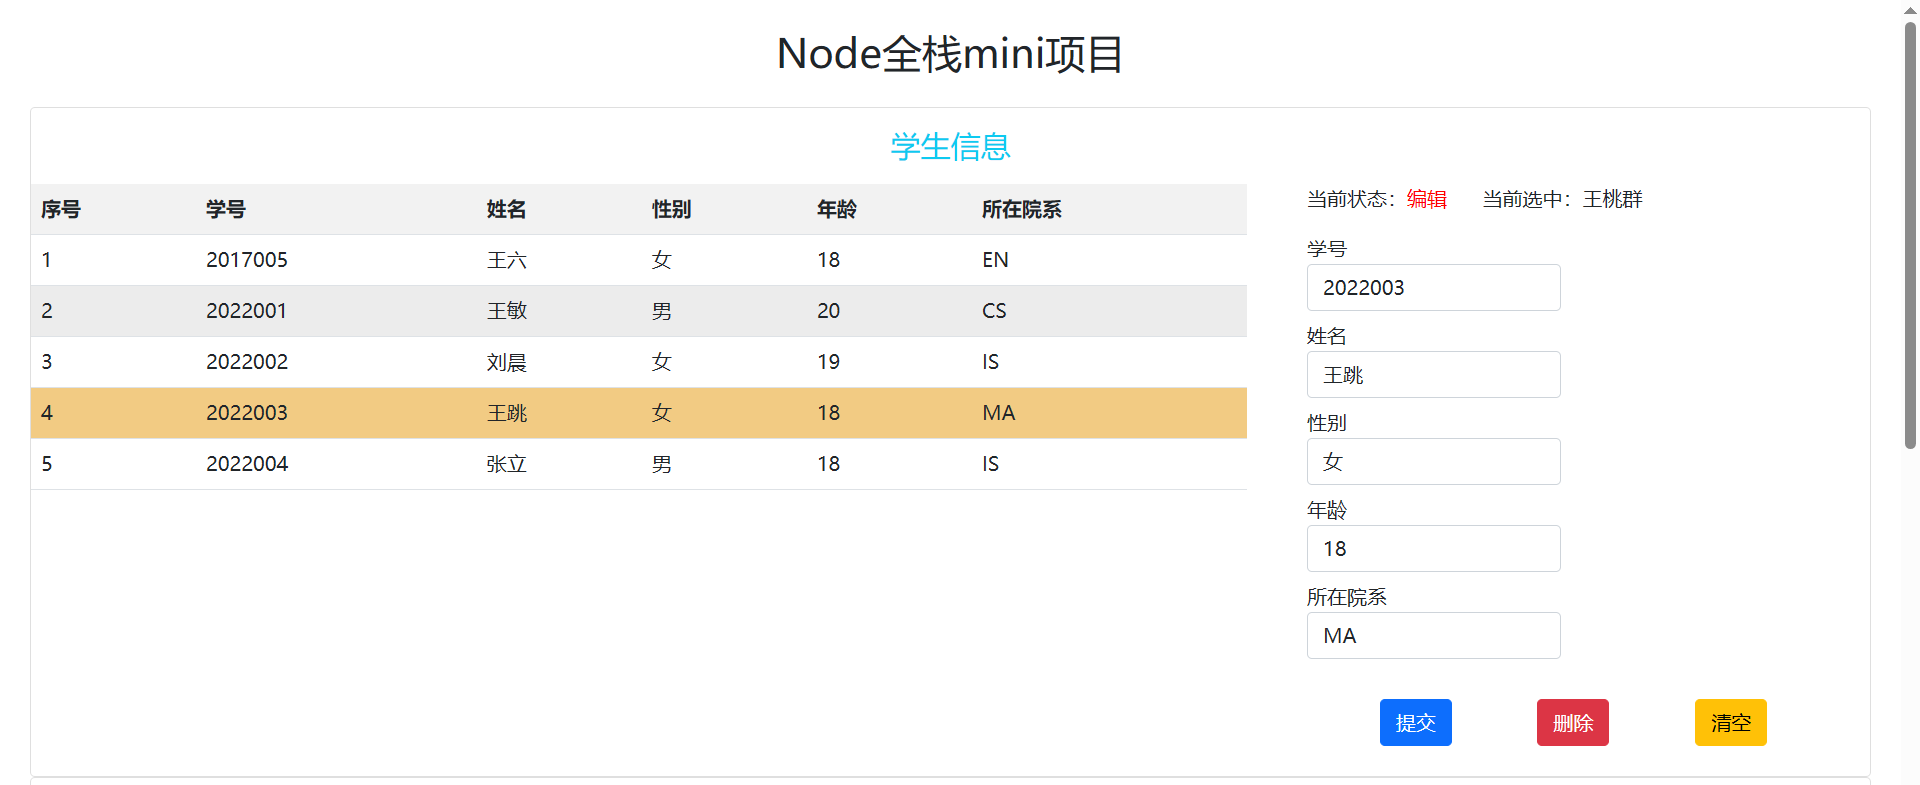 Node全栈mini项目
学生信息
序号 学号 姓名 性别 年龄 所在院系
1 2017005 王六 女 18 EN
2 2022001 王敏 男 20 CS
3 2022002 刘晨 女 19 IS
4 2022003 王跳 女 18 MA
5 2022004 张立 男 18 IS
当前状态：编辑 当前选中：王桃群
学号
2022003
姓名
王跳
性别
女
年龄
18
所在院系
MA
提交 删除 清空